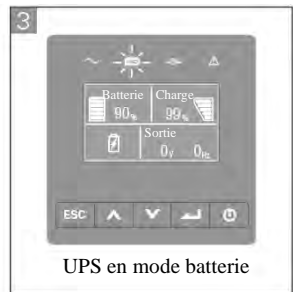 3
Batterie Charge
90% 99%
Sortie
0V 0Hz
ESC
UPS en mode batterie